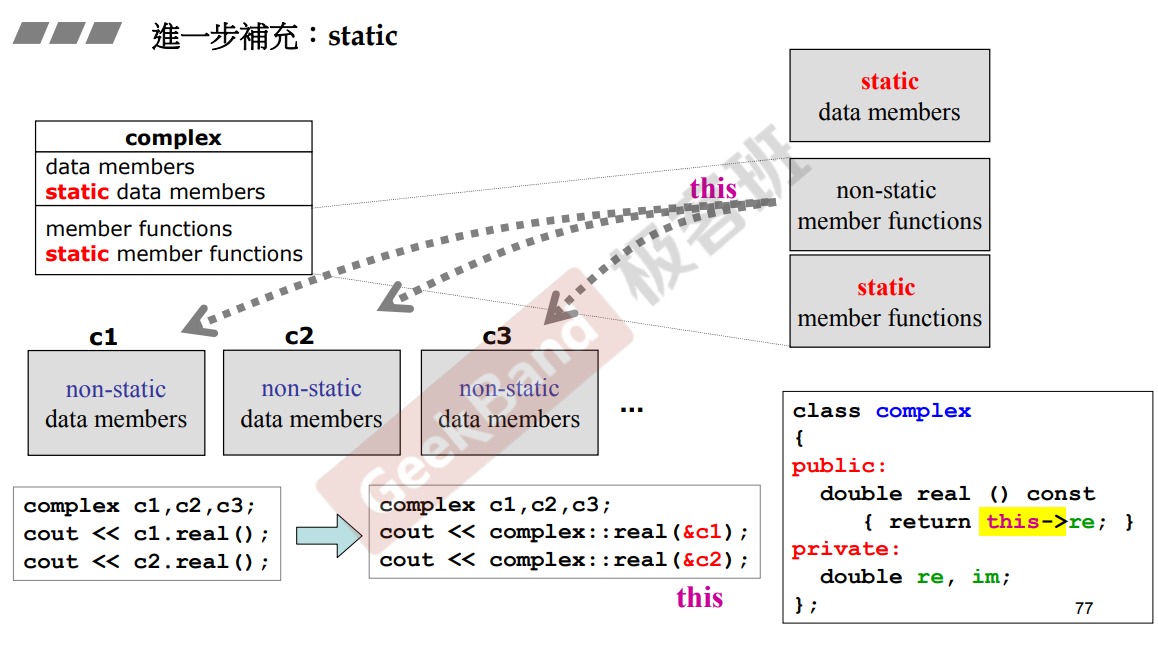 進一步補充：static
complex
data members
static data members
member functions
static member functions
static
data members
non-static
member functions
static
member functions
this
c1
non-static
data members
c2
non-static
data members
c3
non-static
data members
...
complex c1,c2,c3;
cout << c1.real();
cout << c2.real();
complex c1,c2,c3;
cout << complex::real(&c1);
cout << complex::real(&c2);
this
class complex
{
public:
double real () const
{ return this->re; }
private:
double re, im;
};
77
GeekBand 极客班